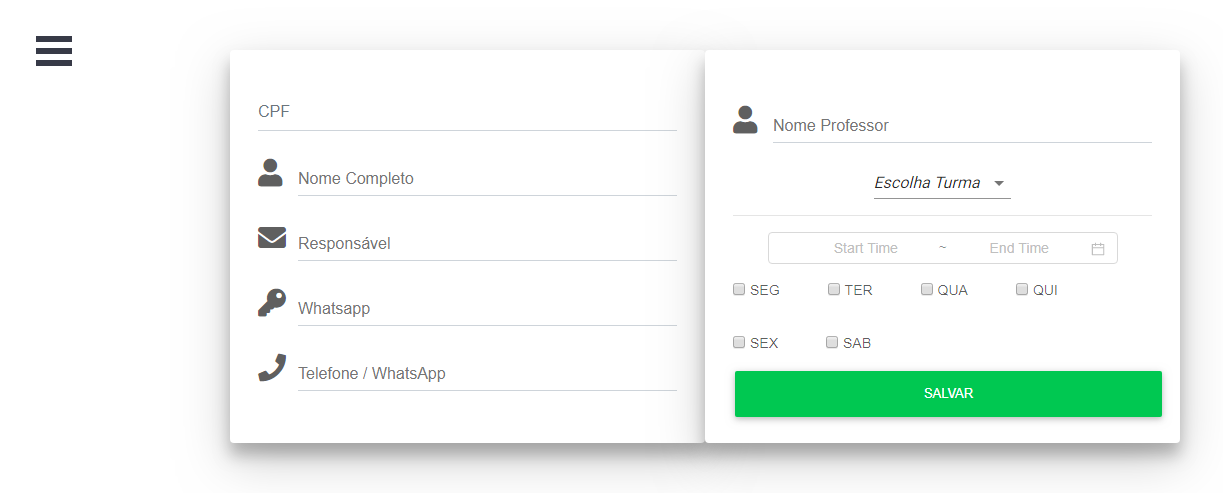 CPF
Nome Completo
Responsável
Whatsapp
Telefone / WhatsApp
Nome Professor
Escolha Turma
Start Time ~ End Time
SEG TER QUA QUI
SEX SAB
SALVAR